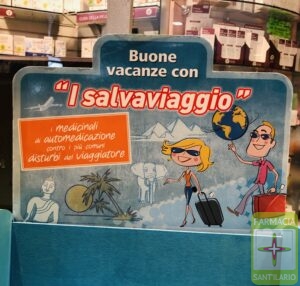 Buone
vacanze con
"I salvaviaggio"
i medicinali
di automedicazione
contro i più comuni
disturbi del viaggiatore
FARMACIA
SANT'ILARIO